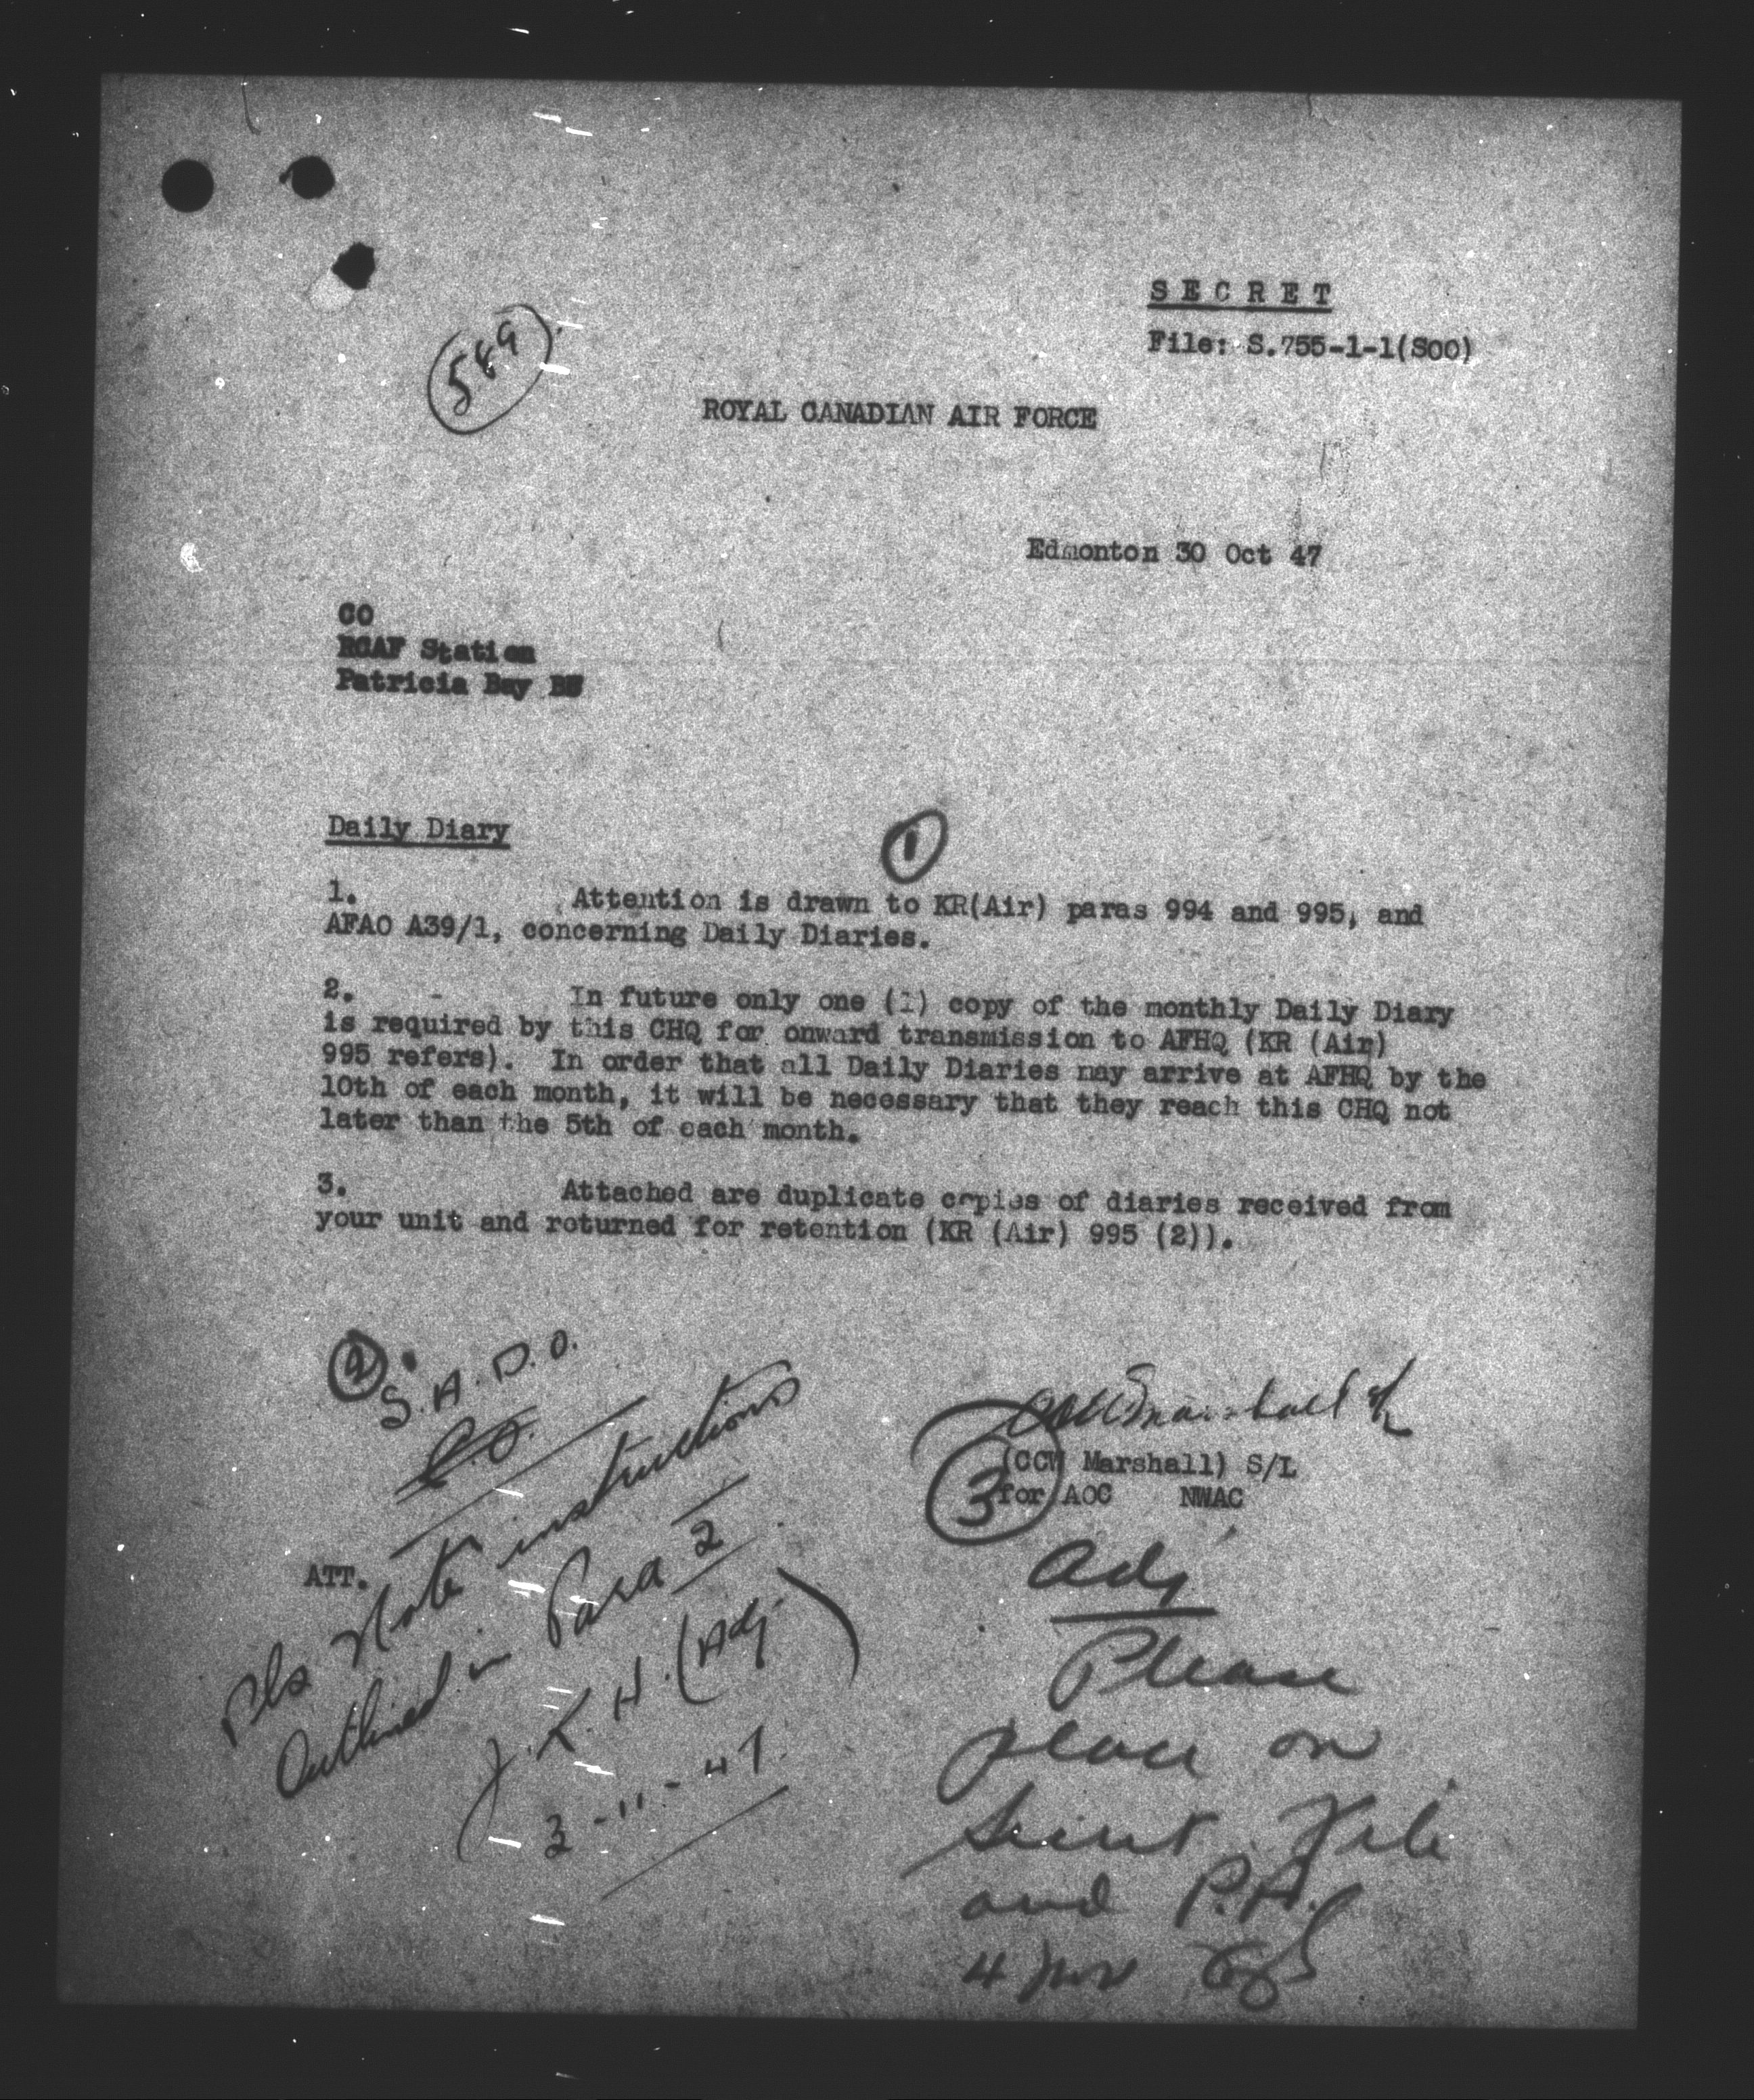 SECRET
File: S.755-1-1(SOO)
589
ROYAL CANADIAN AIR FORCE
Edmonton 30 Oct 47
CO
RCAF Station
Patricia Bay
Daily Diary
1
1. Attention is drawn to KR(Air) paras 994 and 995, and
AFAO A39/1, concerning Daily Diaries.
2. In future only one (1) copy of the monthly Daily Diary
is required by this CHQ for onward transmission to AFHQ (KR (Air)
995 refers). In order that all Daily Diaries may arrive at AFHQ by the
10th of each month, it will be necessary that they reach this CHQ not
later than the 5th of each month.
3. Attached are duplicate copies of diaries received from
your unit and returned for retention (KR (Air) 995 (2)).
2
S.A.D.O.
C.O.
CCW Marshall S/L
(CCW Marshall) S/L
for AOC NWAC
ATT.
Pls Note instructions
Outlined in Para 2
J.K.H. (Adj)
3-11-47.
3
Adj
Please
place on
Secret File
and P.A.
4 Nov